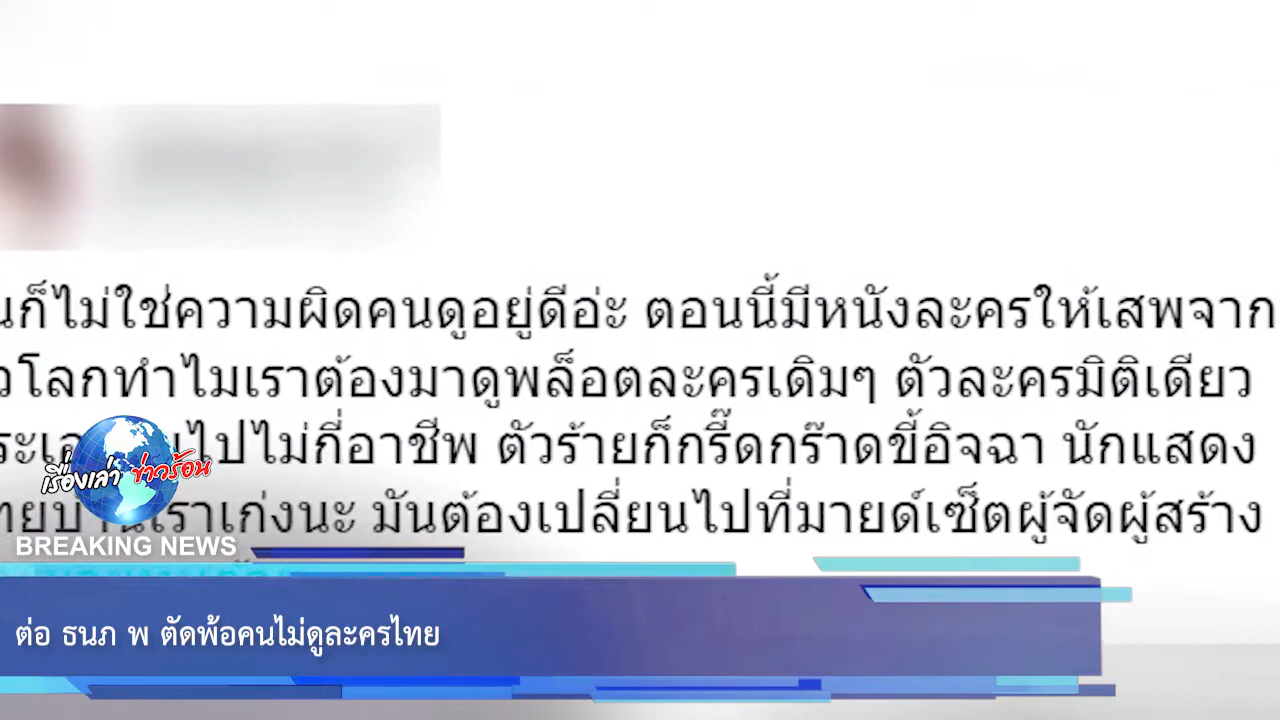 ก็ไม่ใช่ความผิดคนดูอยู่ดีอ่ะ ตอนนี้มีหนังละครให้เสพจาก
โลกทำไมเราต้องมาดูพล็อตละครเดิมๆ ตัวละครมิติเดียว
ไปไม่กี่อาชีพ ตัวร้ายก็กรี๊ดกร๊าดขี้อิจฉา นักแสดง
เราเก่งนะ มันต้องเปลี่ยนไปที่มายด์เซ็ตผู้จัดผู้สร้าง
เรื่องเล่า ข่าวร้อน
BREAKING NEWS
ต่อ ธนภ พ ตัดพ้อคนไม่ดูละครไทย